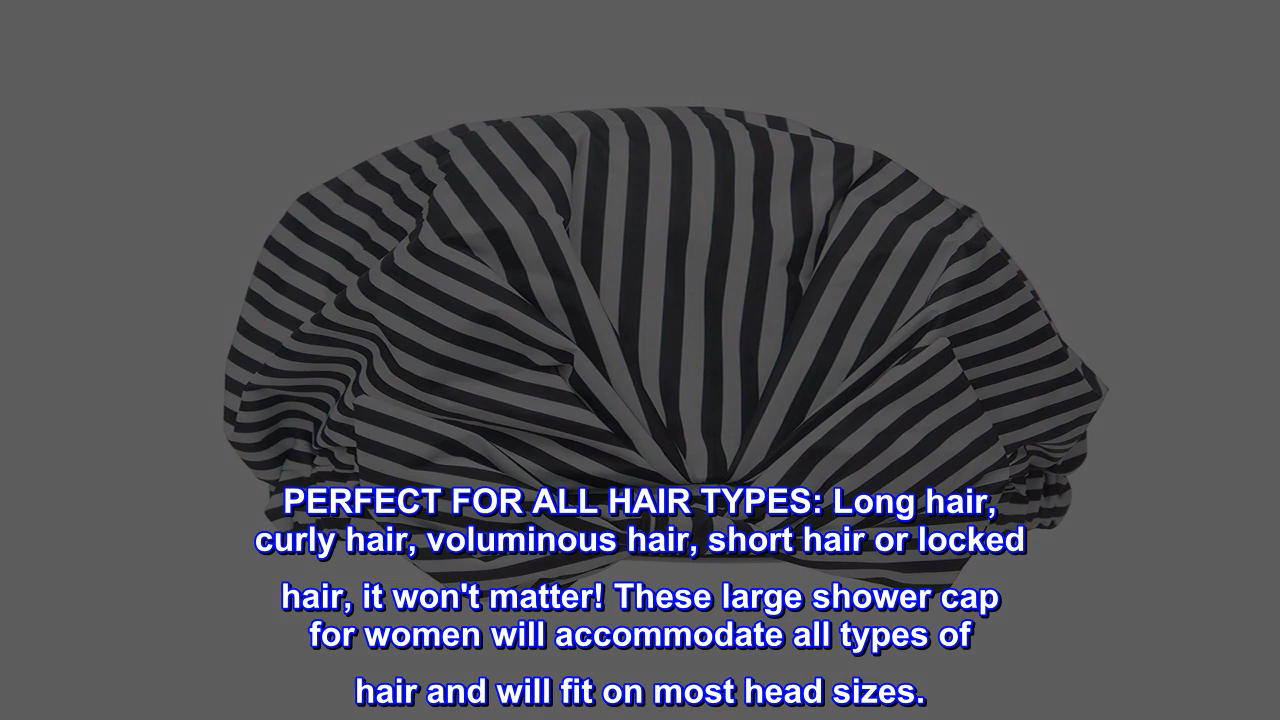 PERFECT FOR ALL HAIR TYPES: Long hair,
curly hair, voluminous hair, short hair or locked
hair, it won't matter! These large shower cap
for women will accommodate all types of
hair and will fit on most head sizes.